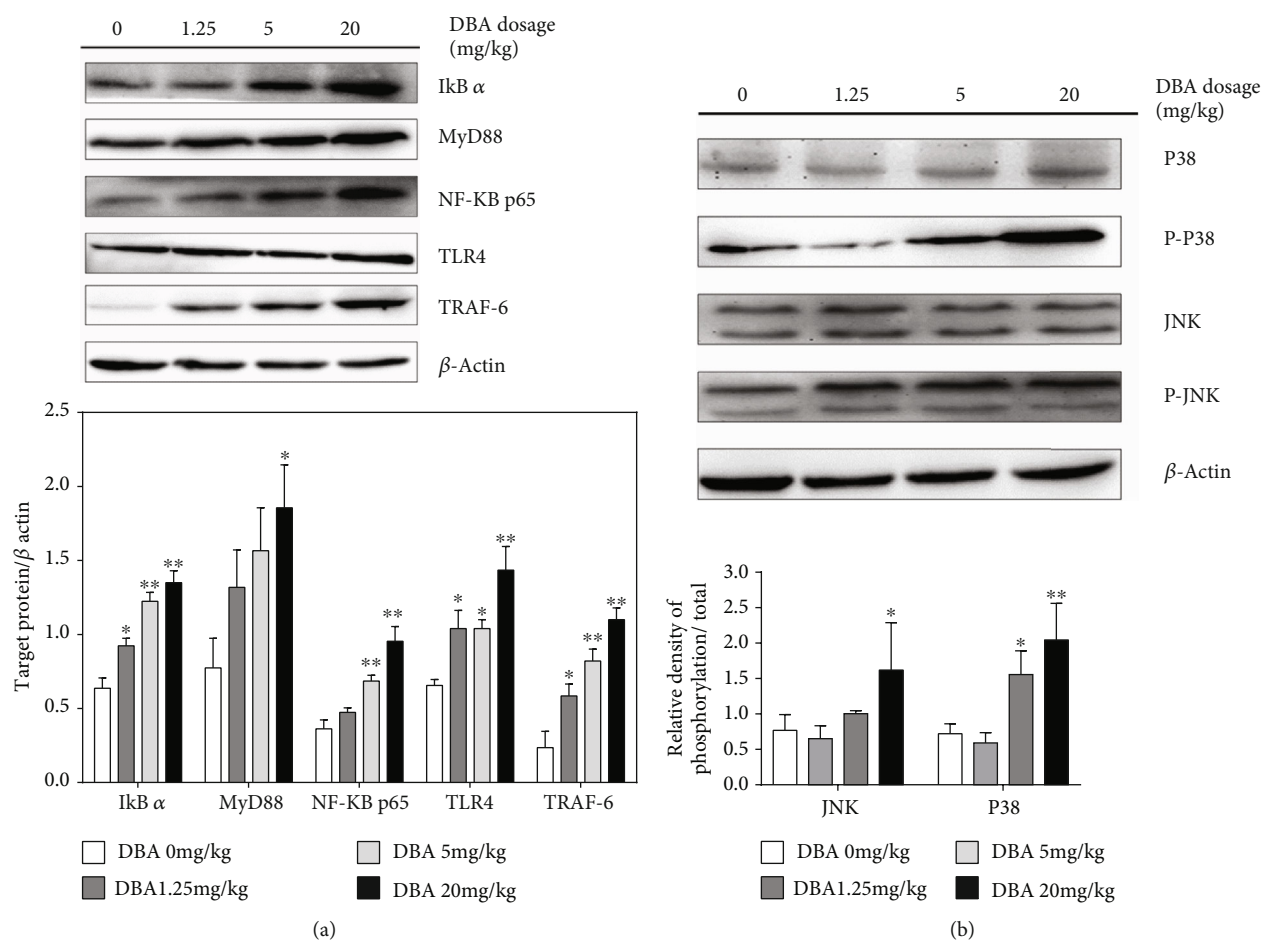 0 1.25 5 20 DBA dosage
(mg/kg)
IkB α
MyD88
NF-KB p65
TLR4
TRAF-6
β-Actin
2.5
2.0
1.5
1.0
0.5
0.0
Target protein/β actin
* ** **
*
** **
* * **
* ** **
IkB α MyD88 NF-KB p65 TLR4 TRAF-6
DBA 0mg/kg DBA 5mg/kg
DBA1.25mg/kg DBA 20mg/kg
(a)
0 1.25 5 20 DBA dosage
(mg/kg)
P38
P-P38
JNK
P-JNK
β-Actin
3.0
2.5
2.0
1.5
1.0
0.5
0.0
Relative density of
phosphorylation/ total
*
* **
JNK P38
DBA 0mg/kg DBA 5mg/kg
DBA1.25mg/kg DBA 20mg/kg
(b)